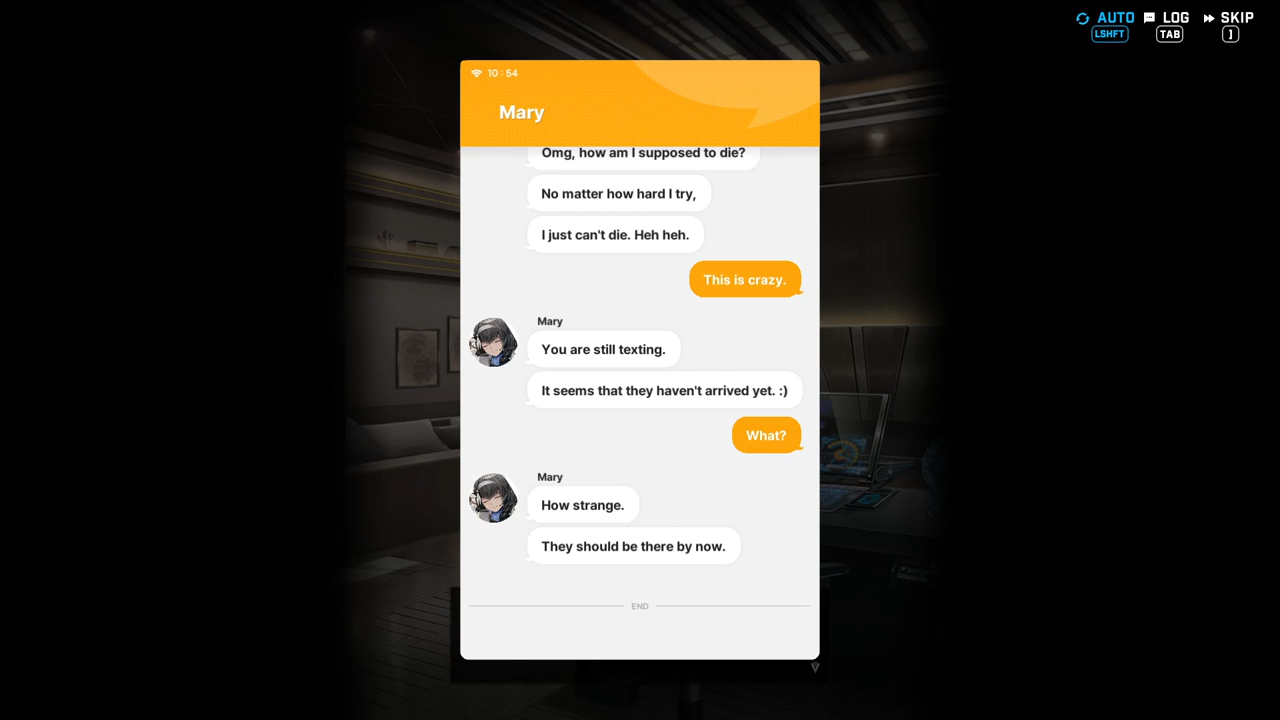 AUTO
LOG
SKIP
LSHFT
TAB
]
10 : 54
Mary
Omg, how am I supposed to die?
No matter how hard I try,
I just can't die. Heh heh.
This is crazy.
Mary
You are still texting.
It seems that they haven't arrived yet. :)
What?
Mary
How strange.
They should be there by now.
END